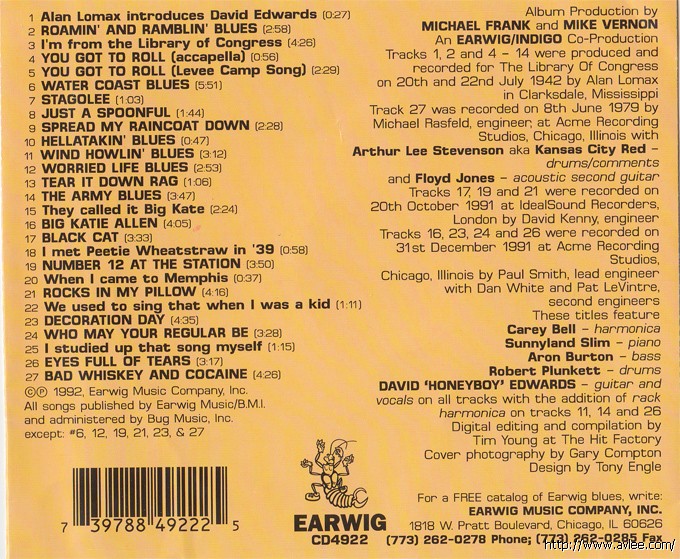 1 Alan Lomax introduces David Edwards (0:27)
2 ROAMIN' AND RAMBLIN' BLUES (2:58)
3 I'm from the Library of Congress (4:26)
4 YOU GOT TO ROLL (accapella) (0:56)
5 YOU GOT TO ROLL (Levee Camp Song) (2:29)
6 WATER COAST BLUES (5:51)
7 STAGOLEE (1:03)
8 JUST A SPOONFUL (1:44)
9 SPREAD MY RAINCOAT DOWN (2:28)
10 HELLATAKIN' BLUES (0:47)
11 WIND HOWLIN' BLUES (3:12)
12 WORRIED LIFE BLUES (2:53)
13 TEAR IT DOWN RAG (1:06)
14 THE ARMY BLUES (3:47)
15 They called it Big Kate (2:24)
16 BIG KATIE ALLEN (4:05)
17 BLACK CAT (3:33)
18 I met Peetie Wheatstraw in '39 (0:58)
19 NUMBER 12 AT THE STATION (3:50)
20 When I came to Memphis (0:37)
21 ROCKS IN MY PILLOW (4:16)
22 We used to sing that when I was a kid (1:11)
23 DECORATION DAY (4:35)
24 WHO MAY YOUR REGULAR BE (3:28)
25 I studied up that song myself (1:15)
26 EYES FULL OF TEARS (3:17)
27 BAD WHISKEY AND COCAINE (4:26)
©℗ 1992, Earwig Music Company, Inc.
All songs published by Earwig Music/B.M.I.
and administered by Bug Music, Inc.
except: #6, 12, 19, 21, 23, & 27
7 39788 49222 5
EARWIG
CD4922
Album Production by
MICHAEL FRANK and MIKE VERNON
An EARWIG/INDIGO Co-Production
Tracks 1, 2 and 4 – 14 were produced and
recorded for The Library Of Congress
on 20th and 22nd July 1942 by Alan Lomax
in Clarksdale, Mississippi
Track 27 was recorded on 8th June 1979 by
Michael Rasfeld, engineer, at Acme Recording
Studios, Chicago, Illinois with
Arthur Lee Stevenson aka Kansas City Red –
drums/comments
and Floyd Jones – acoustic second guitar
Tracks 17, 19 and 21 were recorded on
20th October 1991 at IdealSound Recorders,
London by David Kenny, engineer
Tracks 16, 23, 24 and 26 were recorded on
31st December 1991 at Acme Recording
Studios,
Chicago, Illinois by Paul Smith, lead engineer
with Dan White and Pat LeVintre,
second engineers
These titles feature
Carey Bell – harmonica
Sunnyland Slim – piano
Aron Burton – bass
Robert Plunkett – drums
DAVID 'HONEYBOY' EDWARDS – guitar and
vocals on all tracks with the addition of rack
harmonica on tracks 11, 14 and 26
Digital editing and compilation by
Tim Young at The Hit Factory
Cover photography by Gary Compton
Design by Tony Engle
For a FREE catalog of Earwig blues, write:
EARWIG MUSIC COMPANY, INC.
1818 W. Pratt Boulevard, Chicago, IL 60626
(773) 262-0278 Phone; (773) 262-0285 Fax
http://www.avlee.com/